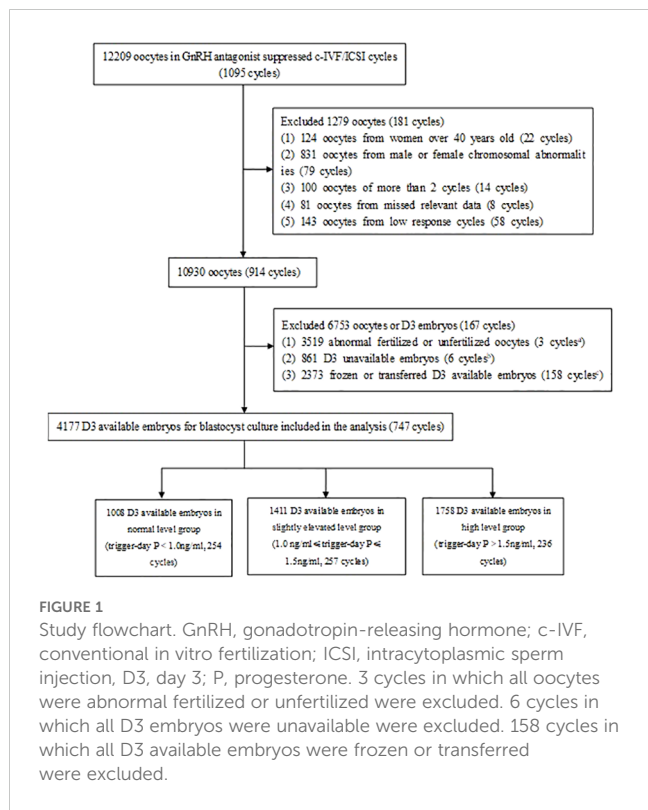 12209 oocytes in GnRH antagonist suppressed c-IVF/ICSI cycles
(1095 cycles)
Excluded 1279 oocytes (181 cycles)
(1) 124 oocytes from women over 40 years old (22 cycles)
(2) 831 oocytes from male or female chromosomal abnormalit
ies (79 cycles)
(3) 100 oocytes of more than 2 cycles (14 cycles)
(4) 81 oocytes from missed relevant data (8 cycles)
(5) 143 oocytes from low response cycles (58 cycles)
10930 oocytes (914 cycles)
Excluded 6753 oocytes or D3 embryos (167 cycles)
(1) 3519 abnormal fertilized or unfertilized oocytes (3 cyclesᵃ)
(2) 861 D3 unavailable embryos (6 cyclesᵇ)
(3) 2373 frozen or transferred D3 available embryos (158 cyclesᶜ)
4177 D3 available embryos for blastocyst culture included in the analysis (747 cycles)
1008 D3 available embryos in
normal level group
(trigger-day P < 1.0ng/ml, 254
cycles)
1411 D3 available embryos in
slightly elevated level group
(1.0 ng/ml ⩽ trigger-day P ⩽
1.5ng/ml, 257 cycles)
1758 D3 available embryos in
high level group
(trigger-day P > 1.5ng/ml, 236
cycles)
FIGURE 1
Study flowchart. GnRH, gonadotropin-releasing hormone; c-IVF,
conventional in vitro fertilization; ICSI, intracytoplasmic sperm
injection, D3, day 3; P, progesterone. 3 cycles in which all oocytes
were abnormal fertilized or unfertilized were excluded. 6 cycles in
which all D3 embryos were unavailable were excluded. 158 cycles in
which all D3 available embryos were frozen or transferred
were excluded.